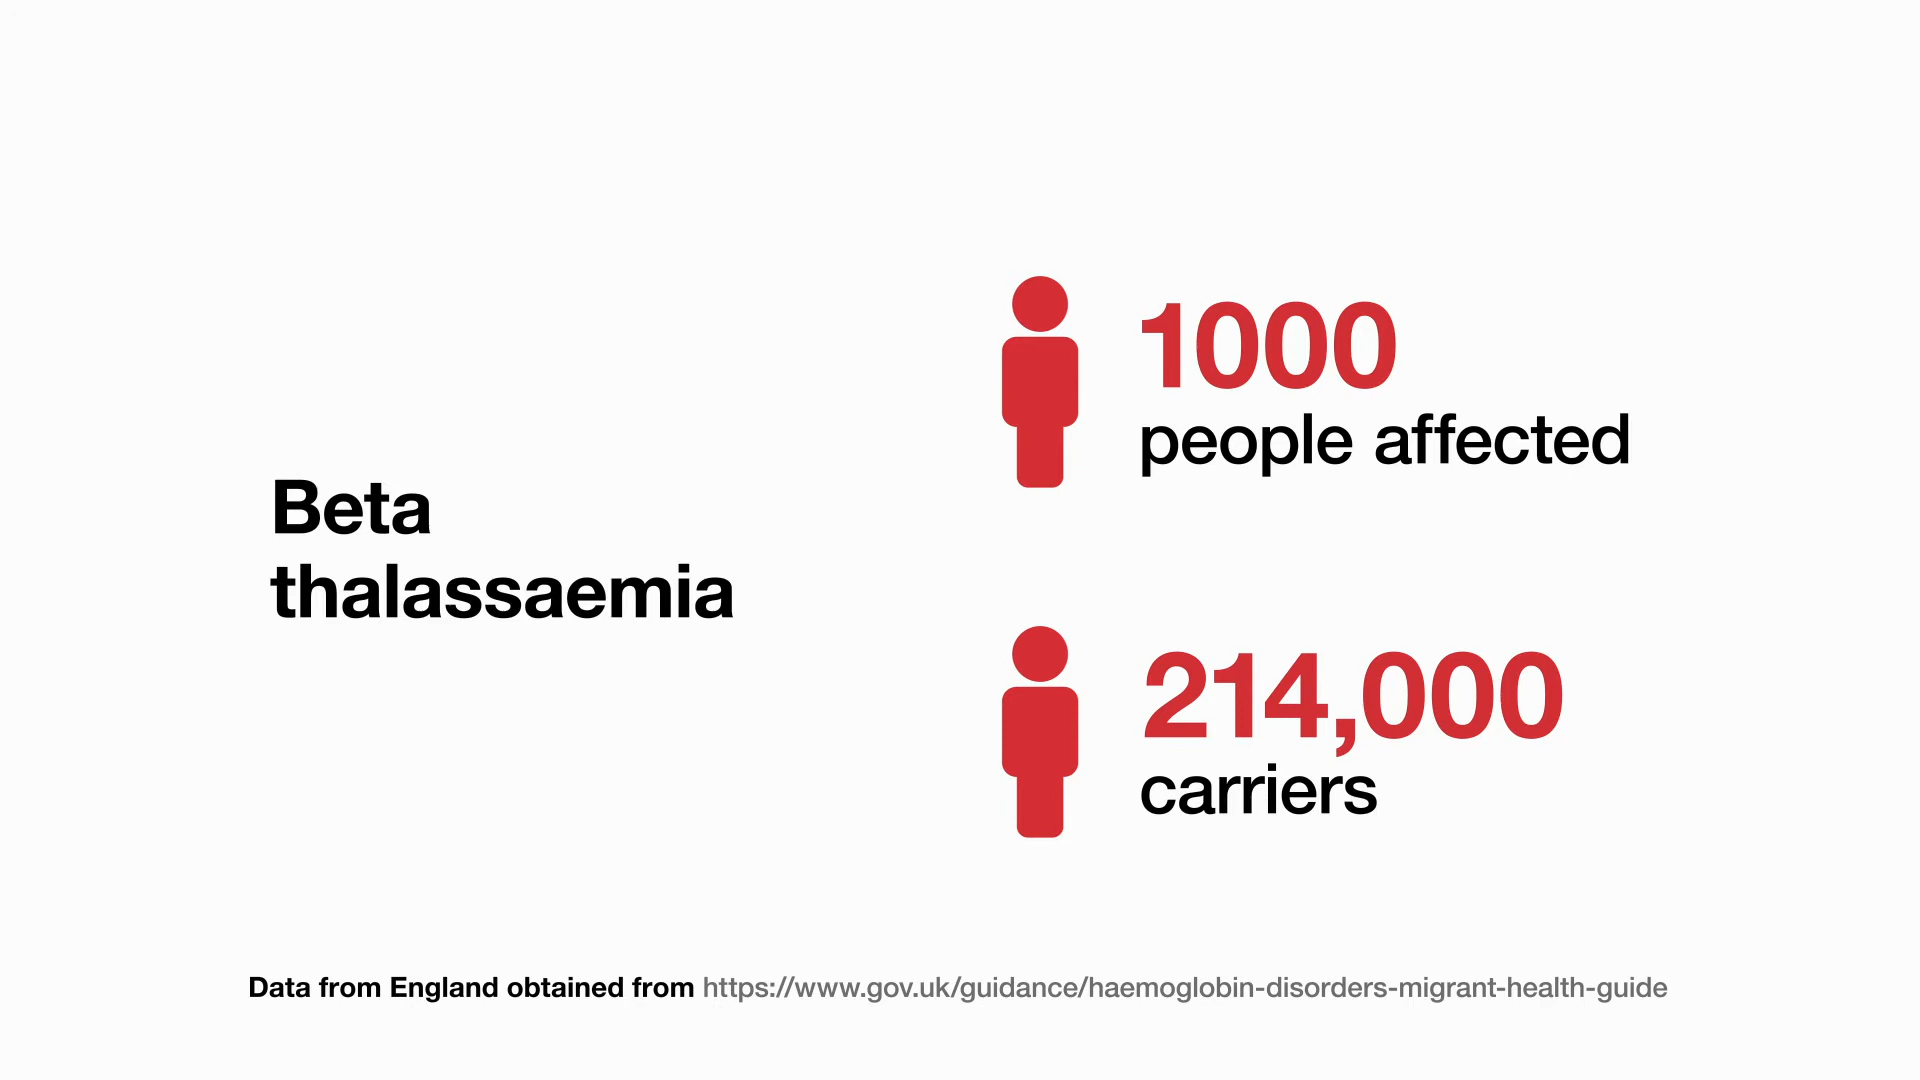 Beta
thalassaemia
1000
people affected
214,000
carriers
Data from England obtained from https://www.gov.uk/guidance/haemoglobin-disorders-migrant-health-guide